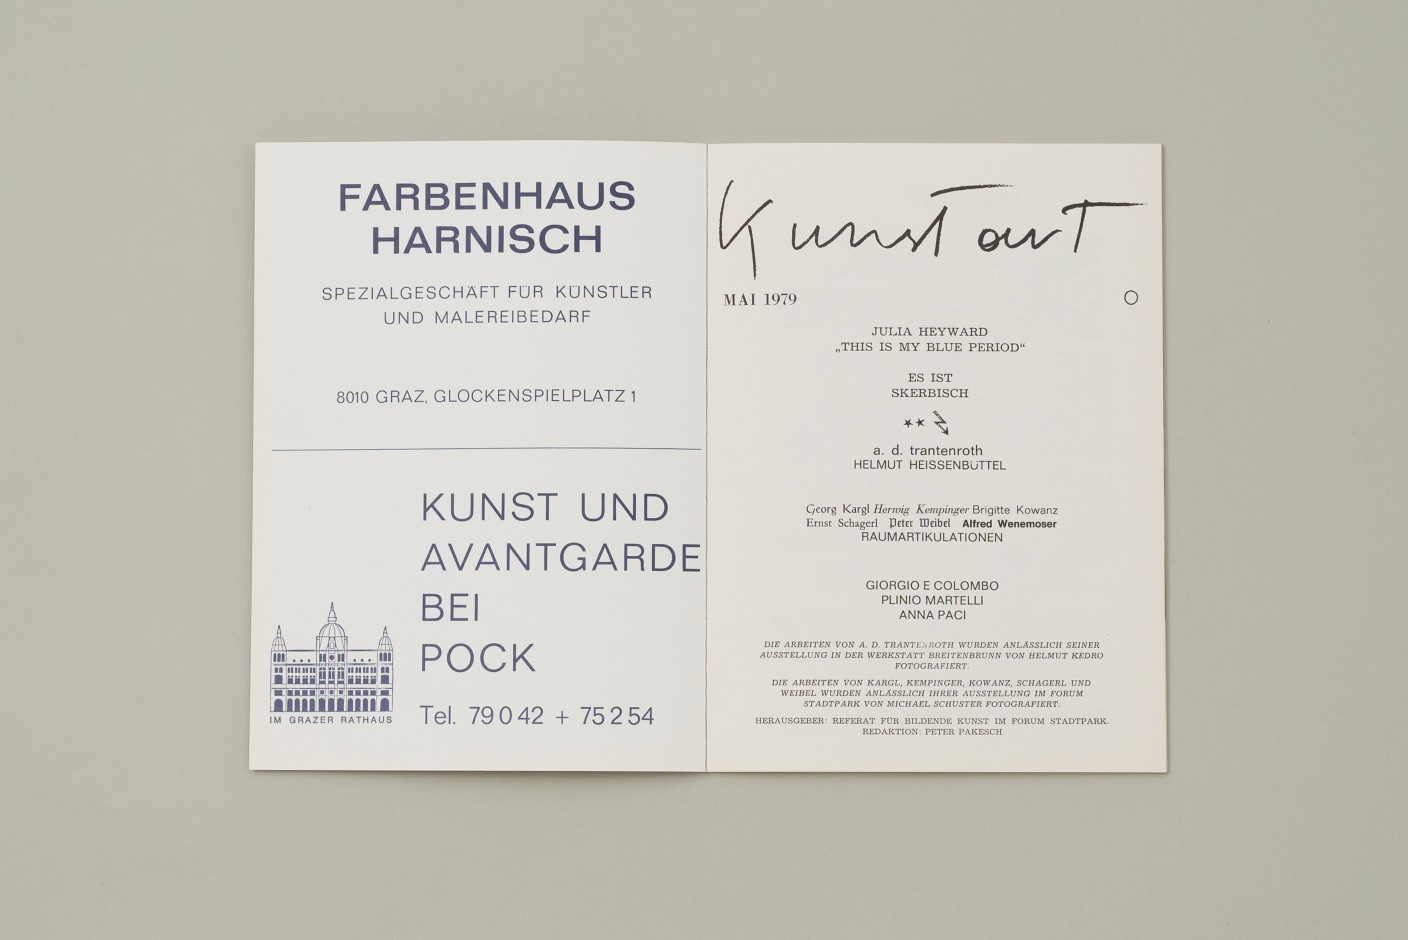 FARBENHAUS
HARNISCH
SPEZIALGESCHÄFT FÜR KÜNSTLER
UND MALEREIBEDARF
8010 GRAZ, GLOCKENSPIELPLATZ 1
KUNST UND
AVANTGARDE
BEI
POCK
IM GRAZER RATHAUS
Tel. 79042 + 75254
Kunst ort
MAI 1979
JULIA HEYWARD
„THIS IS MY BLUE PERIOD“
ES IST
SKERBISCH
a. d. trantenroth
HELMUT HEISSENBÜTTEL
Georg Kargl Herwig Kempinger Brigitte Kowanz
Ernst Schagerl Peter Weibel Alfred Wenemoser
RAUMARTIKULATIONEN
GIORGIO E COLOMBO
PLINIO MARTELLI
ANNA PACI
DIE ARBEITEN VON A. D. TRANTENROTH WURDEN ANLÄSSLICH SEINER
AUSSTELLUNG IN DER WERKSTATT BREITENBRUNN VON HELMUT KEDRO
FOTOGRAFIERT.
DIE ARBEITEN VON KARGL, KEMPINGER, KOWANZ, SCHAGERL UND
WEIBEL WURDEN ANLÄSSLICH IHRER AUSSTELLUNG IM FORUM
STADTPARK VON MICHAEL SCHUSTER FOTOGRAFIERT.
HERAUSGEBER: REFERAT FÜR BILDENDE KUNST IM FORUM STADTPARK.
REDAKTION: PETER PAKESCH